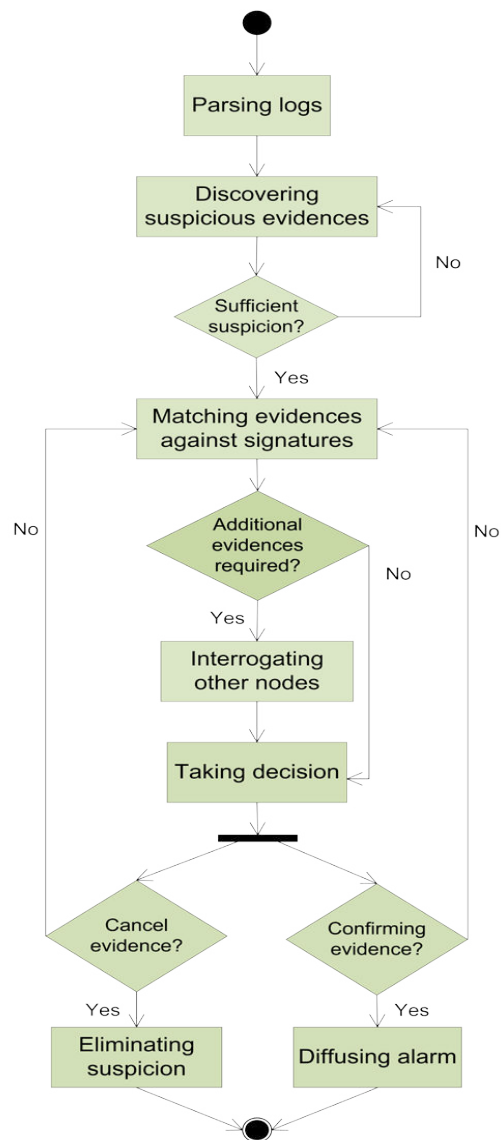 Parsing logs
Discovering
suspicious evidences
No
Sufficient
suspicion?
Yes
Matching evidences
against signatures
No
No
Additional
evidences
required?
No
Yes
Interrogating
other nodes
Taking decision
Cancel
evidence?
Confirming
evidence?
Yes
Yes
Eliminating
suspicion
Diffusing alarm